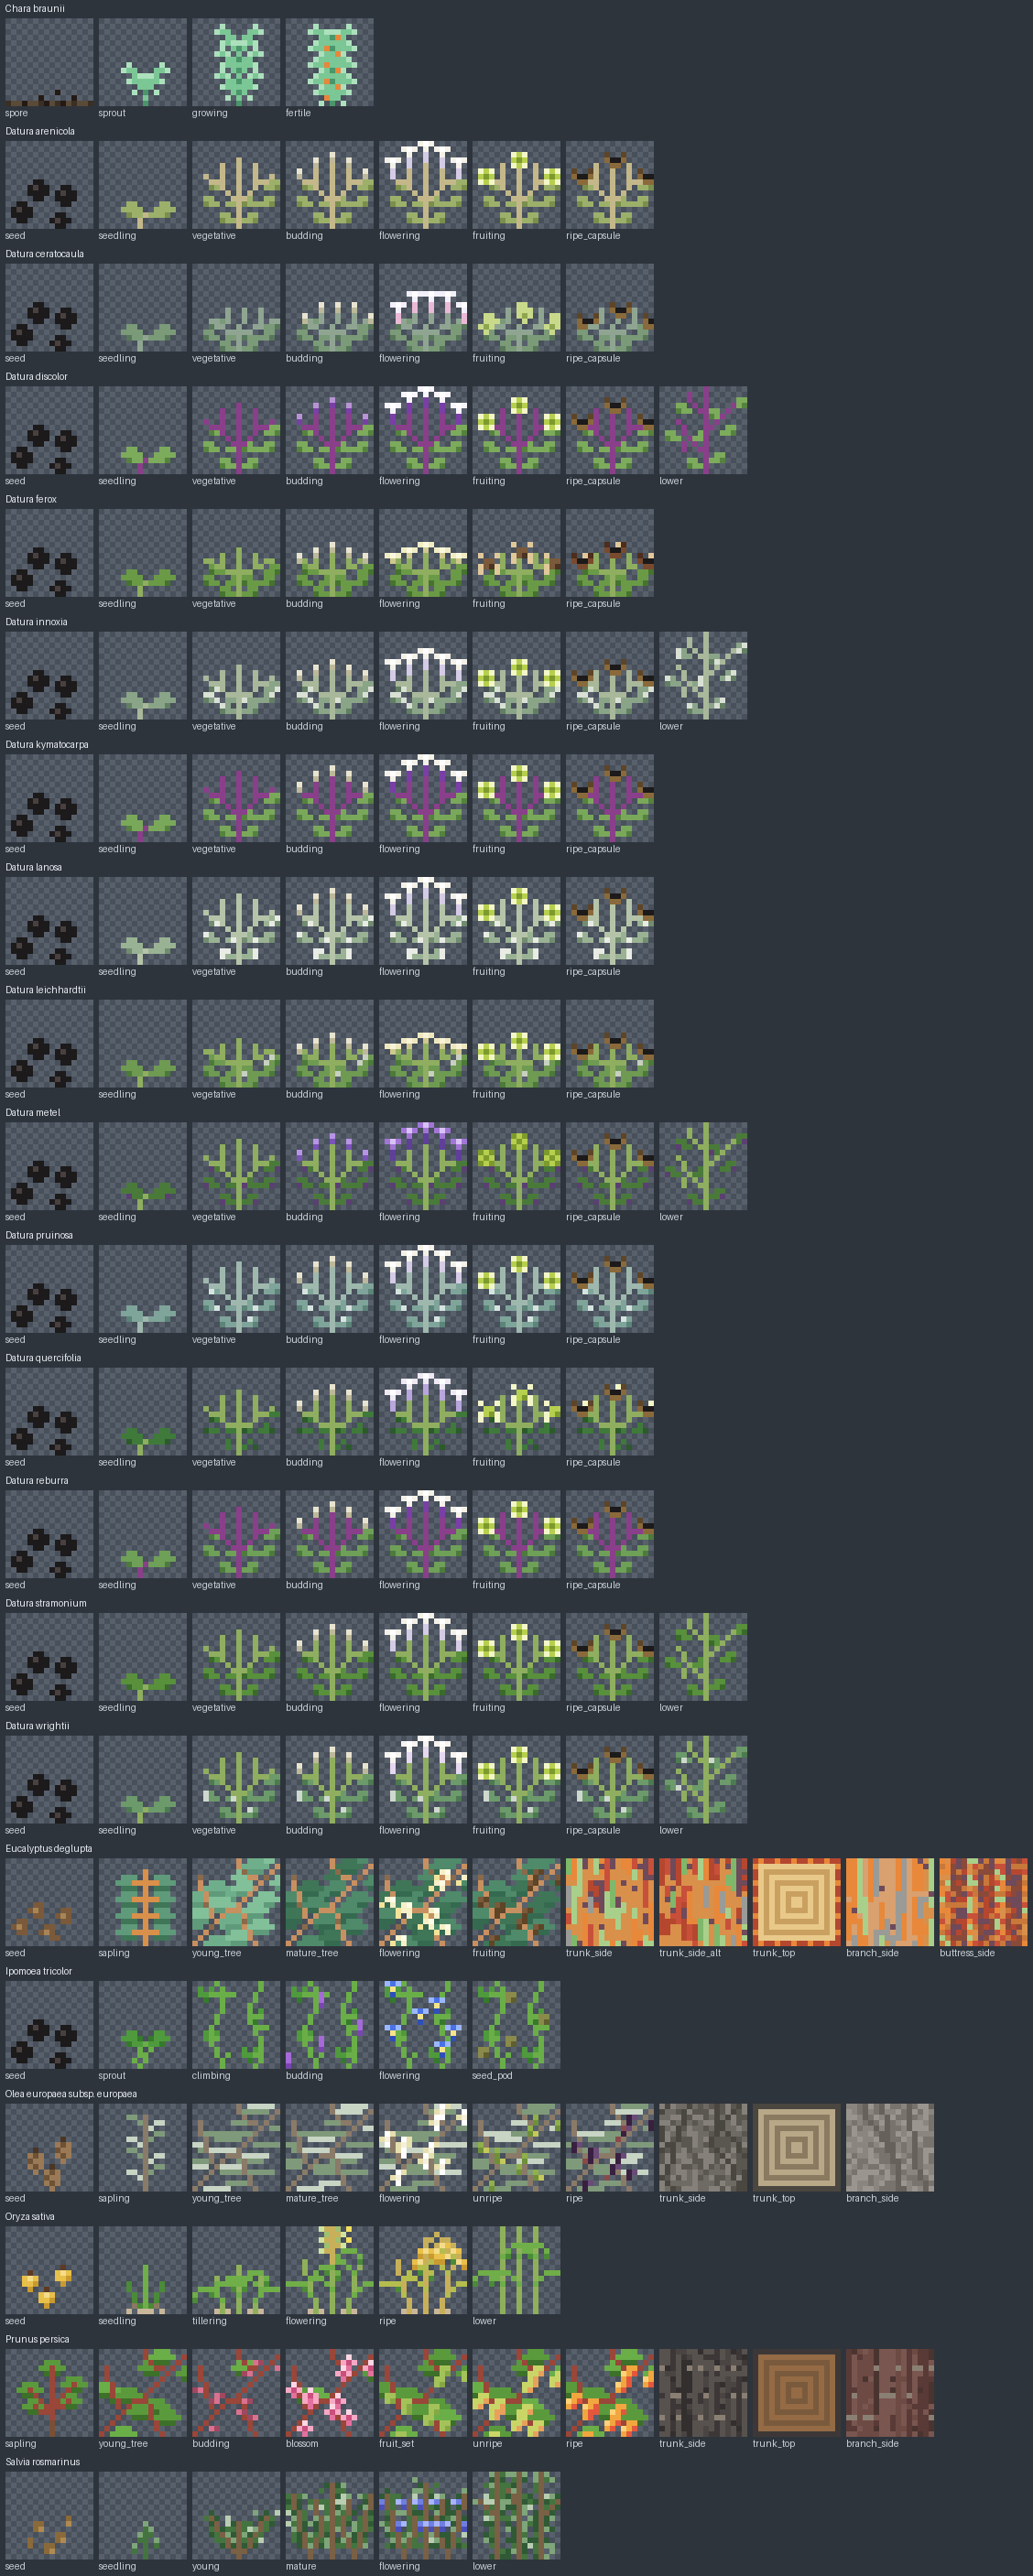 Chara braunii
spore sprout growing fertile
Datura arenicola
seed seedling vegetative budding flowering fruiting ripe_capsule
Datura ceratocaula
seed seedling vegetative budding flowering fruiting ripe_capsule
Datura discolor
seed seedling vegetative budding flowering fruiting ripe_capsule lower
Datura ferox
seed seedling vegetative budding flowering fruiting ripe_capsule
Datura innoxia
seed seedling vegetative budding flowering fruiting ripe_capsule lower
Datura kymatocarpa
seed seedling vegetative budding flowering fruiting ripe_capsule
Datura lanosa
seed seedling vegetative budding flowering fruiting ripe_capsule
Datura leichhardtii
seed seedling vegetative budding flowering fruiting ripe_capsule
Datura metel
seed seedling vegetative budding flowering fruiting ripe_capsule lower
Datura pruinosa
seed seedling vegetative budding flowering fruiting ripe_capsule
Datura quercifolia
seed seedling vegetative budding flowering fruiting ripe_capsule
Datura reburra
seed seedling vegetative budding flowering fruiting ripe_capsule
Datura stramonium
seed seedling vegetative budding flowering fruiting ripe_capsule lower
Datura wrightii
seed seedling vegetative budding flowering fruiting ripe_capsule lower
Eucalyptus deglupta
seed sapling young_tree mature_tree flowering fruiting trunk_side trunk_side_alt trunk_top branch_side buttress_side
Ipomoea tricolor
seed sprout climbing budding flowering seed_pod
Olea europaea subsp. europaea
seed sapling young_tree mature_tree flowering unripe ripe trunk_side trunk_top branch_side
Oryza sativa
seed seedling tillering flowering ripe lower
Prunus persica
sapling young_tree budding blossom fruit_set unripe ripe trunk_side trunk_top branch_side
Salvia rosmarinus
seed seedling young mature flowering lower